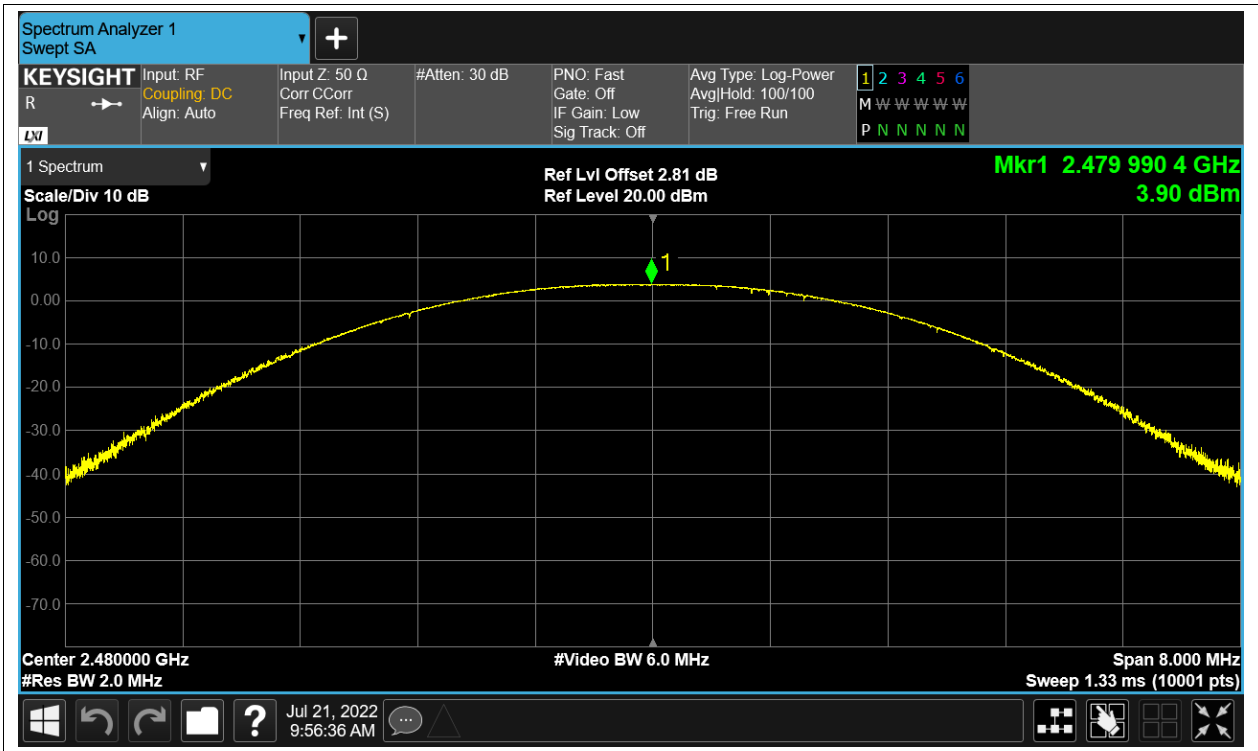 Spectrum Analyzer 1
Swept SA
KEYSIGHT
R
LXI
Input: RF
Coupling: DC
Align: Auto
Input Z: 50 Ω
Corr CCorr
Freq Ref: Int (S)
#Atten: 30 dB
PNO: Fast
Gate: Off
IF Gain: Low
Sig Track: Off
Avg Type: Log-Power
Avg|Hold: 100/100
Trig: Free Run
1 2 3 4 5 6
M W W W W W
P N N N N N
1 Spectrum
Scale/Div 10 dB
Ref Lvl Offset 2.81 dB
Ref Level 20.00 dBm
Mkr1 2.479 990 4 GHz
3.90 dBm
Log
10.0
0.00
-10.0
-20.0
-30.0
-40.0
-50.0
-60.0
-70.0
1
Center 2.480000 GHz
#Video BW 6.0 MHz
Span 8.000 MHz
#Res BW 2.0 MHz
Sweep 1.33 ms (10001 pts)
?
Jul 21, 2022
9:56:36 AM